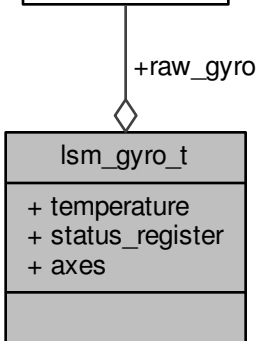 +raw_gyro
lsm_gyro_t
+ temperature
+ status_register
+ axes